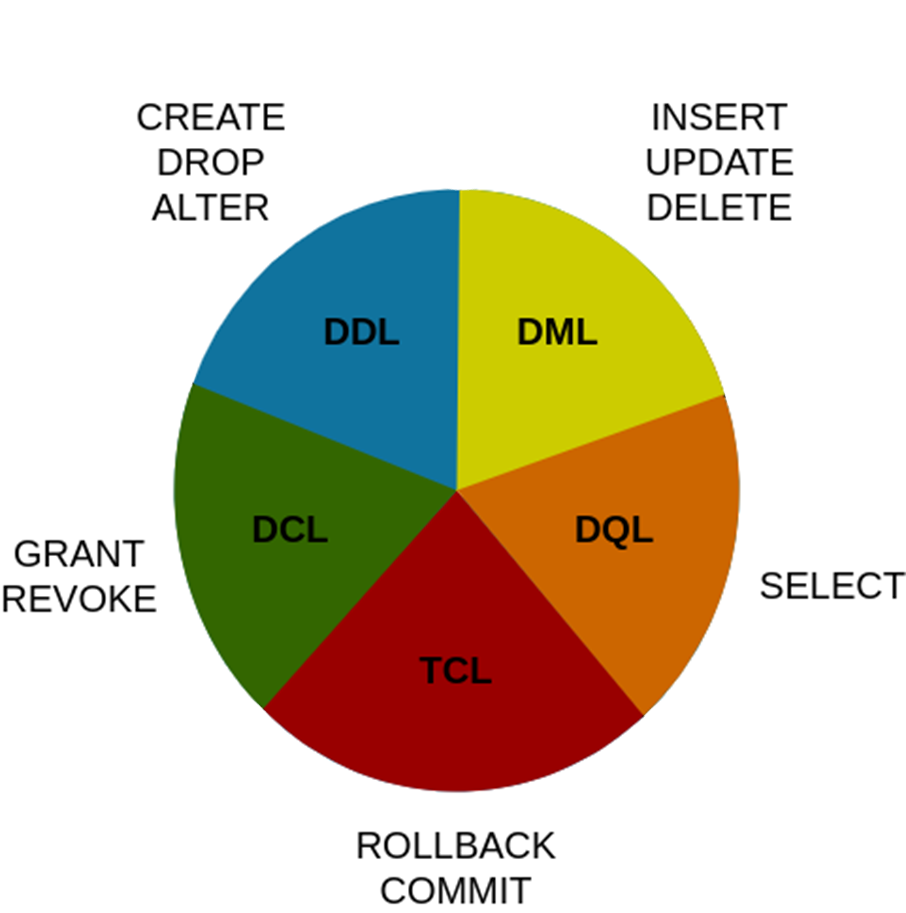 CREATE
DROP
ALTER
INSERT
UPDATE
DELETE
DDL
DML
DCL
DQL
GRANT
REVOKE
SELECT
TCL
ROLLBACK
COMMIT